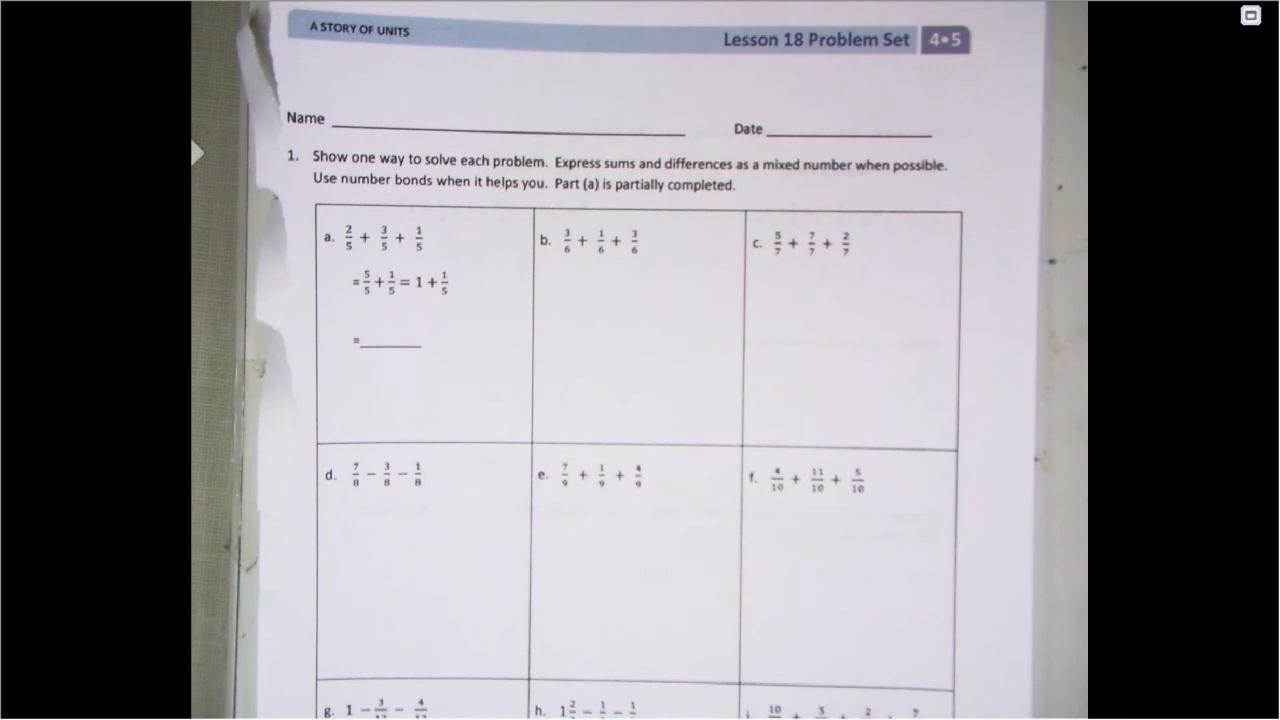 A STORY OF UNITS
Lesson 18 Problem Set 4•5
Name
Date
1. Show one way to solve each problem. Express sums and differences as a mixed number when possible.
Use number bonds when it helps you. Part (a) is partially completed.
a. 2/5 + 3/5 + 1/5
= 5/5 + 1/5 = 1 + 1/5
=
b. 3/6 + 1/6 + 3/6
c. 5/7 + 7/7 + 2/7
d. 7/8 − 3/8 − 1/8
e. 7/9 + 1/9 + 4/9
f. 4/10 + 11/10 + 5/10
g. 1 −
h. 1